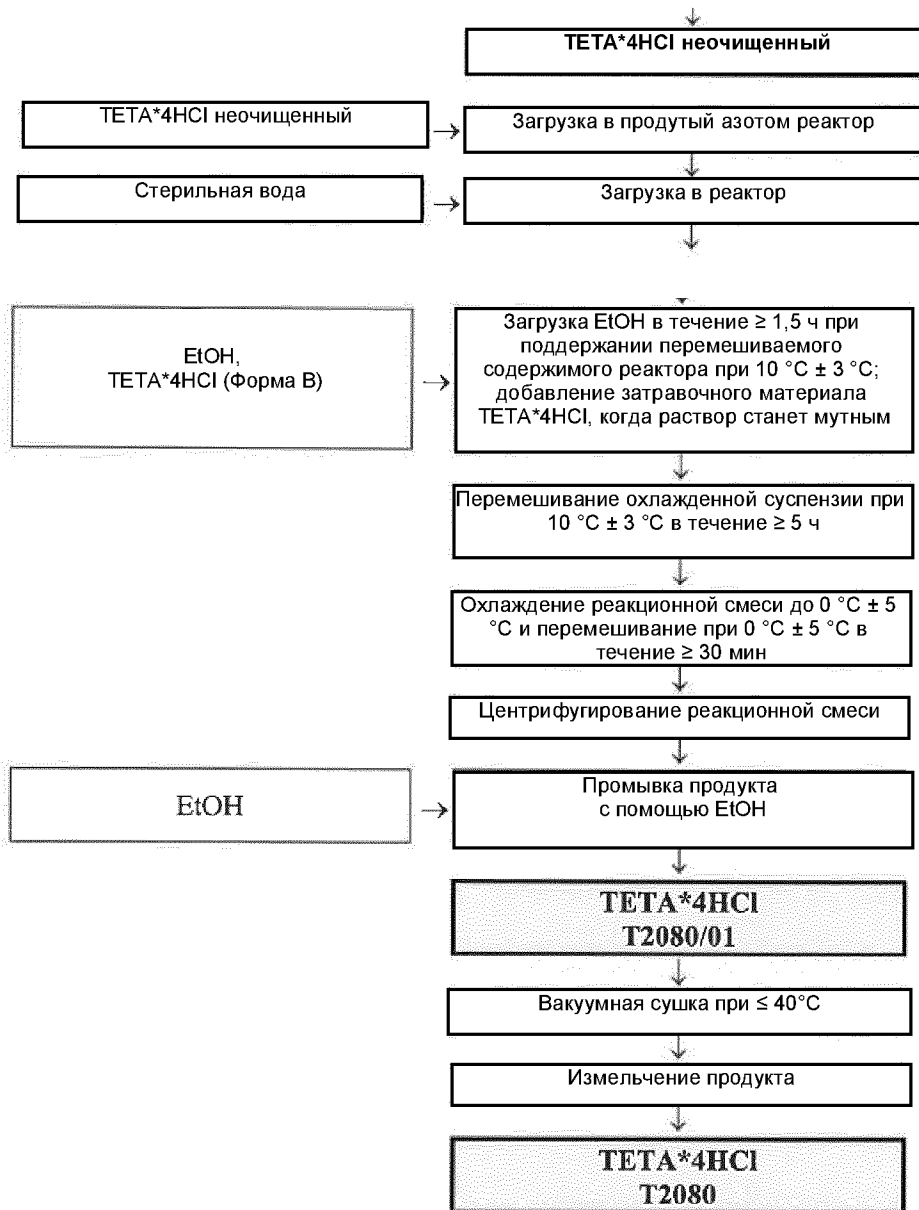 TETA*4HCl неочищенный
TETA*4HCl неочищенный
Загрузка в продутый азотом реактор
Стерильная вода
Загрузка в реактор
EtOH,
TETA*4HCl (Форма B)
Загрузка EtOH в течение ≥ 1,5 ч при
поддержании перемешиваемого
содержимого реактора при 10 °C ± 3 °C;
добавление затравочного материала
TETA*4HCl, когда раствор станет мутным
Перемешивание охлажденной суспензии при
10 °C ± 3 °C в течение ≥ 5 ч
Охлаждение реакционной смеси до 0 °C ± 5
°C и перемешивание при 0 °C ± 5 °C в
течение ≥ 30 мин
Центрифугирование реакционной смеси
EtOH
Промывка продукта
с помощью EtOH
TETA*4HCl
T2080/01
Вакуумная сушка при ≤ 40°C
Измельчение продукта
TETA*4HCl
T2080